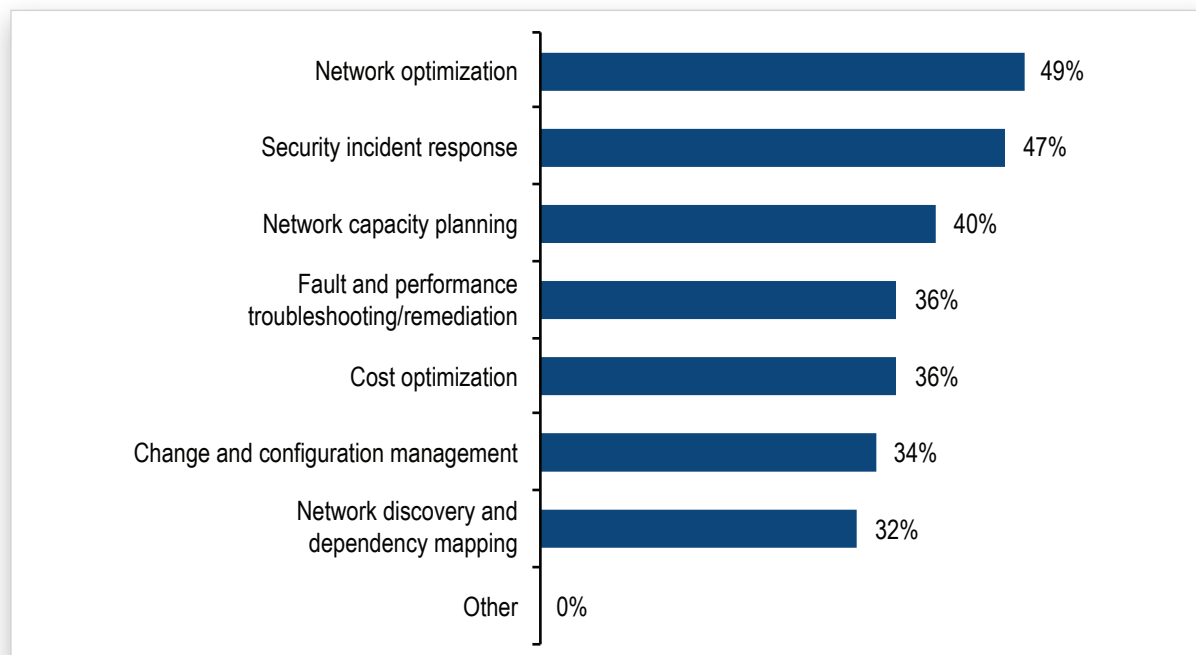 Network optimization 49%
Security incident response 47%
Network capacity planning 40%
Fault and performance
troubleshooting/remediation 36%
Cost optimization 36%
Change and configuration management 34%
Network discovery and
dependency mapping 32%
Other 0%